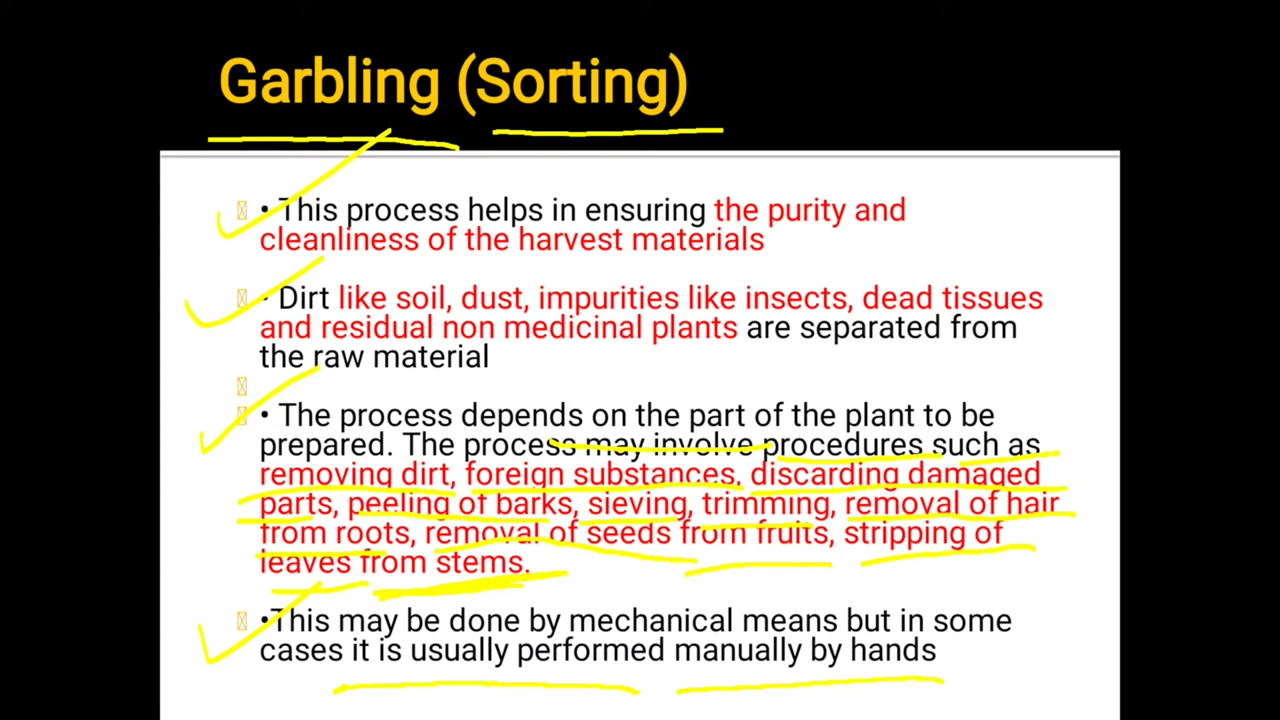 Garbling (Sorting)
• This process helps in ensuring the purity and
cleanliness of the harvest materials
• Dirt like soil, dust, impurities like insects, dead tissues
and residual non medicinal plants are separated from
the raw material
• The process depends on the part of the plant to be
prepared. The process may involve procedures such as
removing dirt, foreign substances, discarding damaged
parts, peeling of barks, sieving, trimming, removal of hair
from roots, removal of seeds from fruits, stripping of
leaves from stems.
•This may be done by mechanical means but in some
cases it is usually performed manually by hands